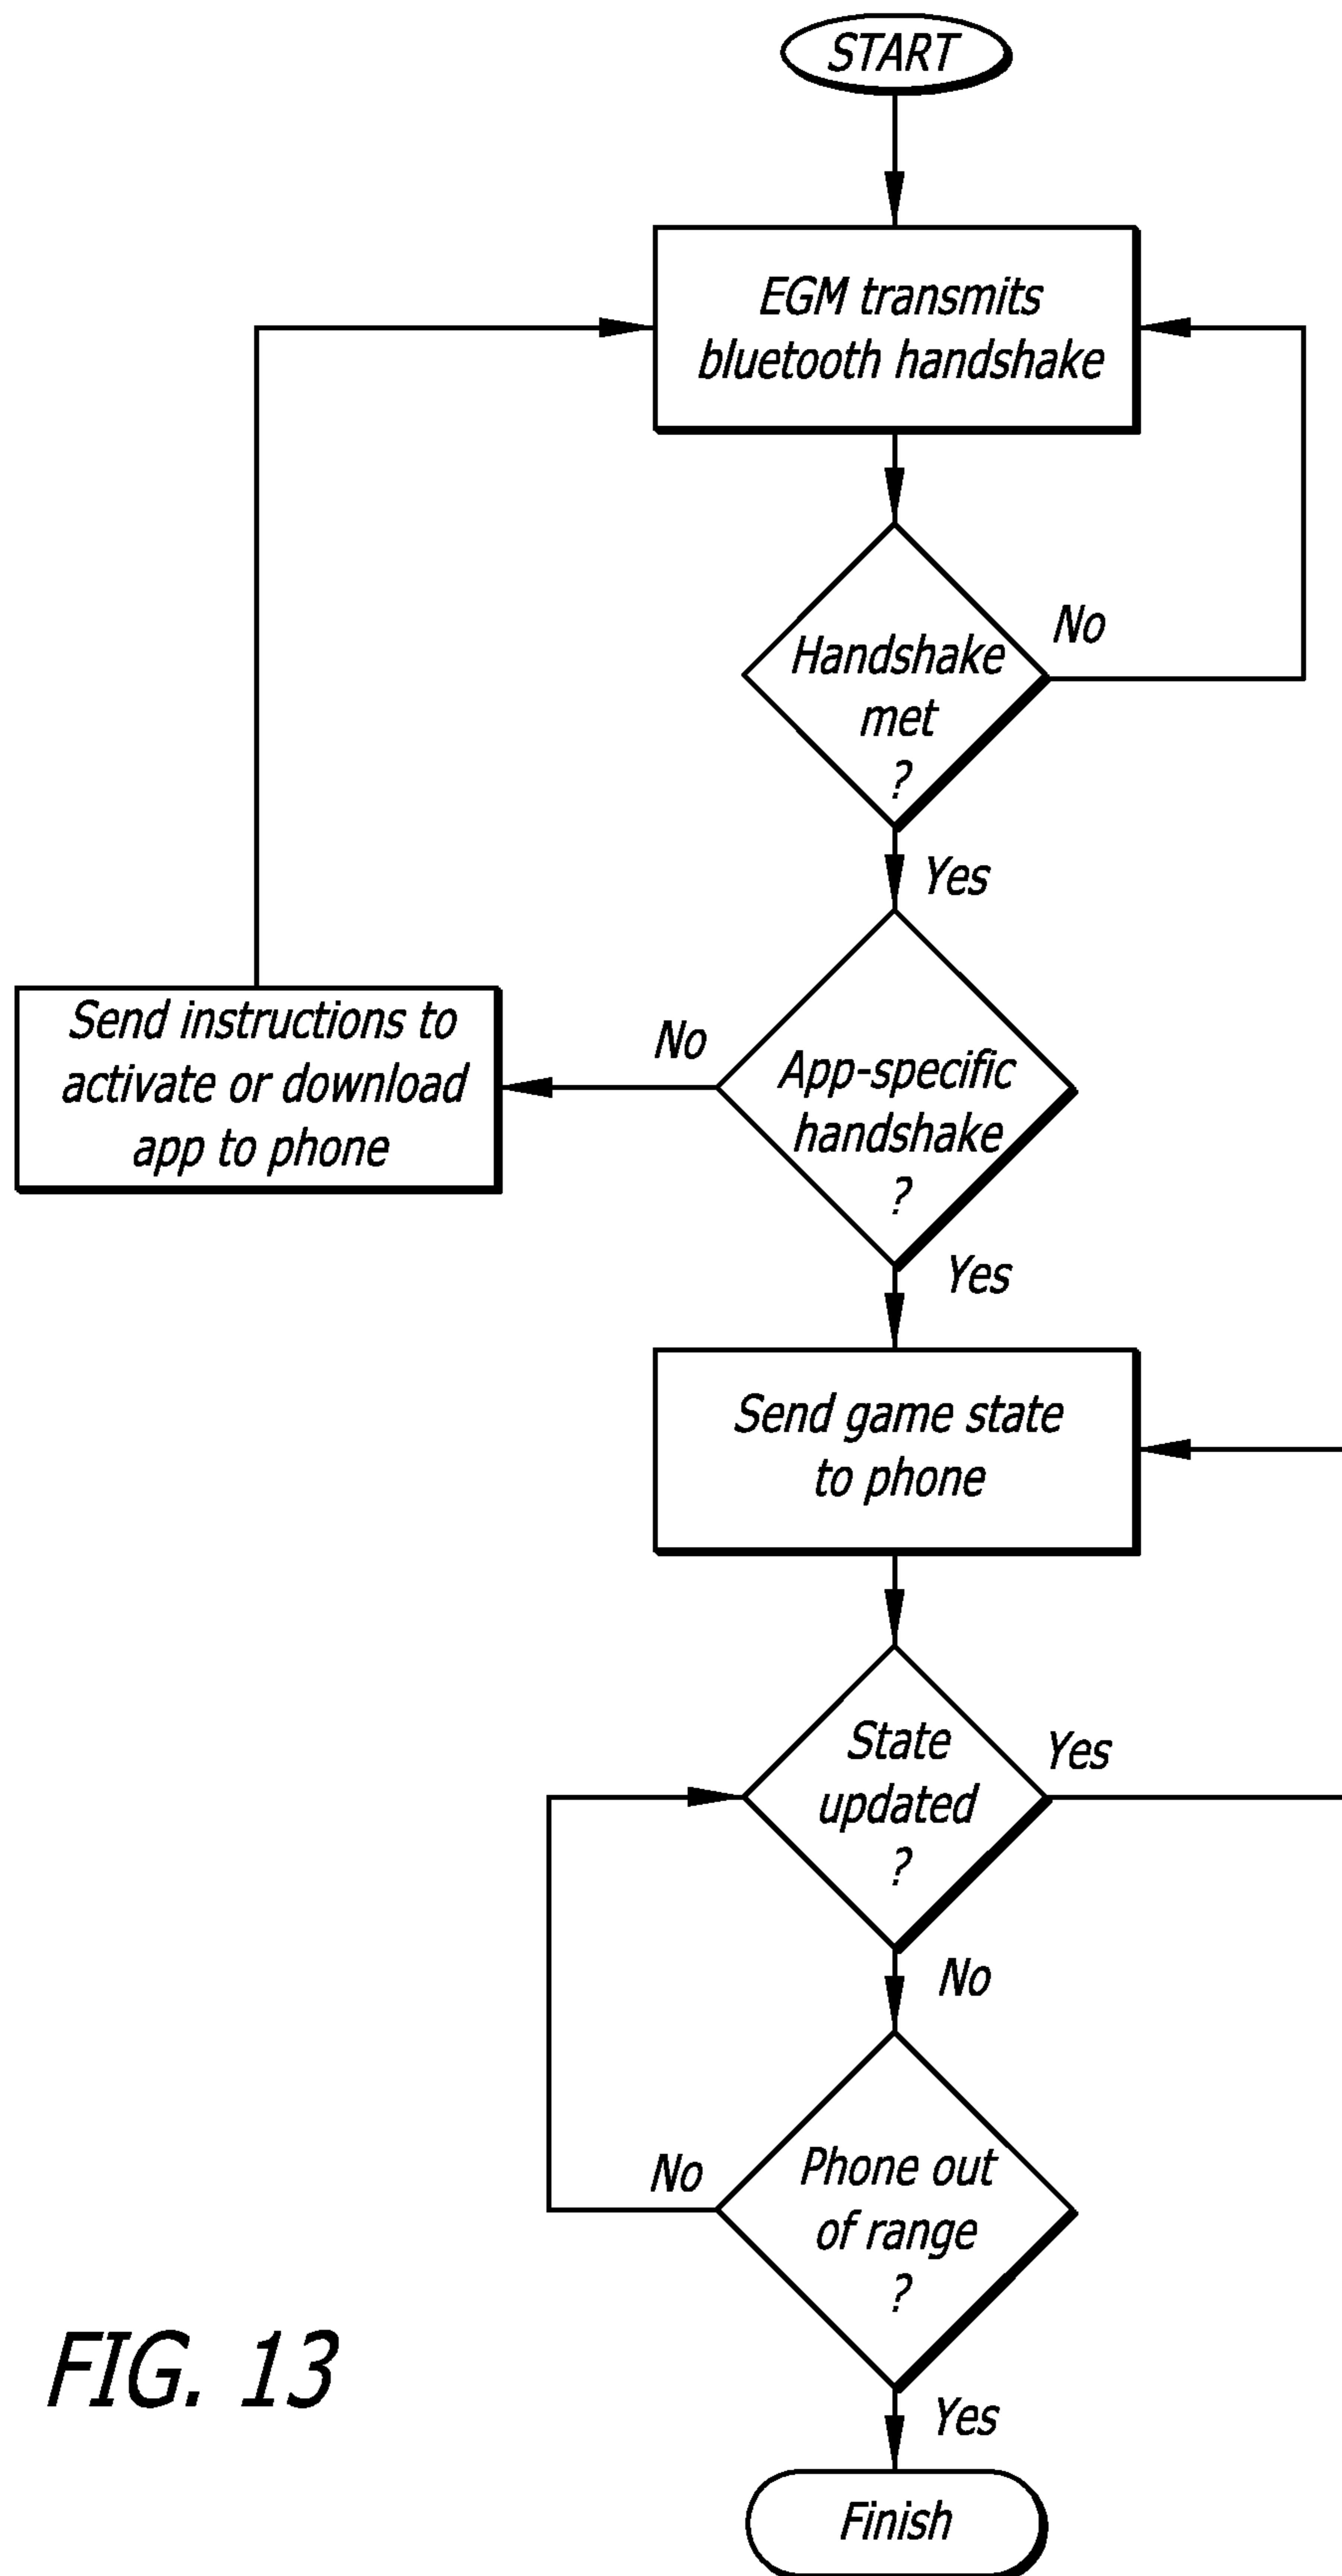 START
EGM transmits
bluetooth handshake
No
Handshake
met
?
Yes
Send instructions to
activate or download
app to phone
No
App-specific
handshake
?
Yes
Send game state
to phone
State
updated
?
Yes
No
No
Phone out
of range
?
Yes
Finish
FIG. 13